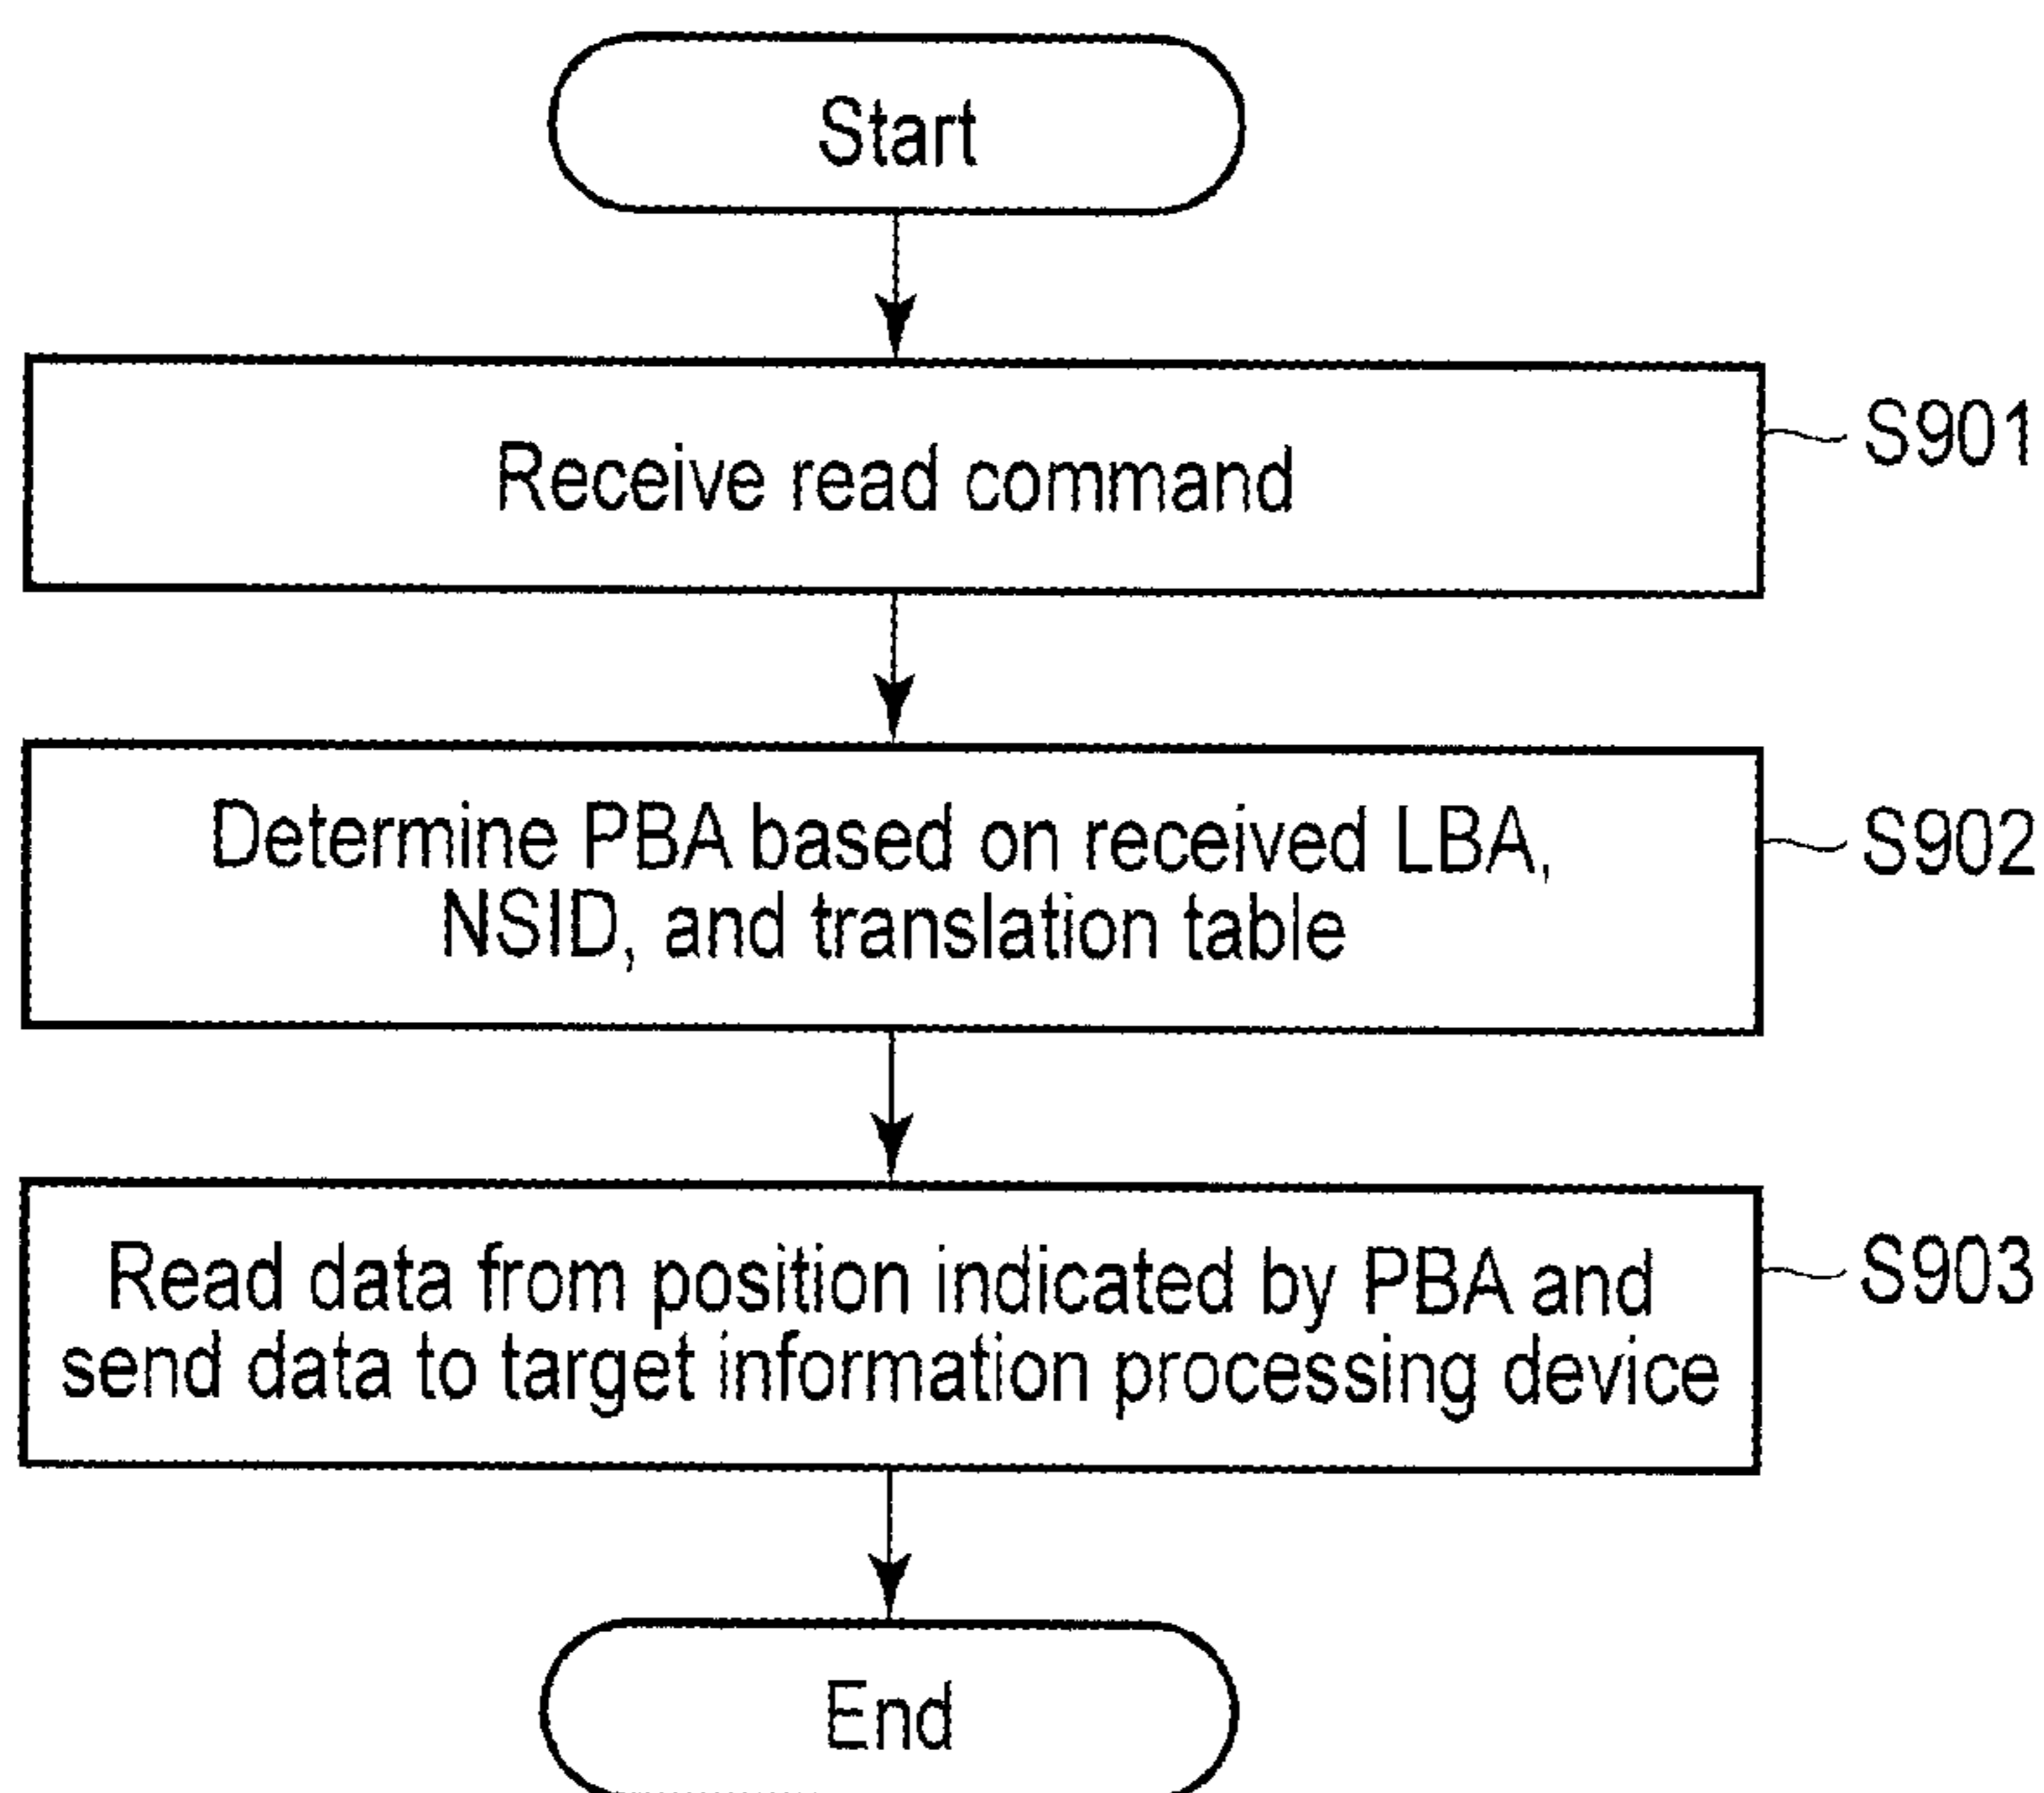 Start
Receive read command
S901
Determine PBA based on received LBA,
NSID, and translation table
S902
Read data from position indicated by PBA and
send data to target information processing device
S903
End